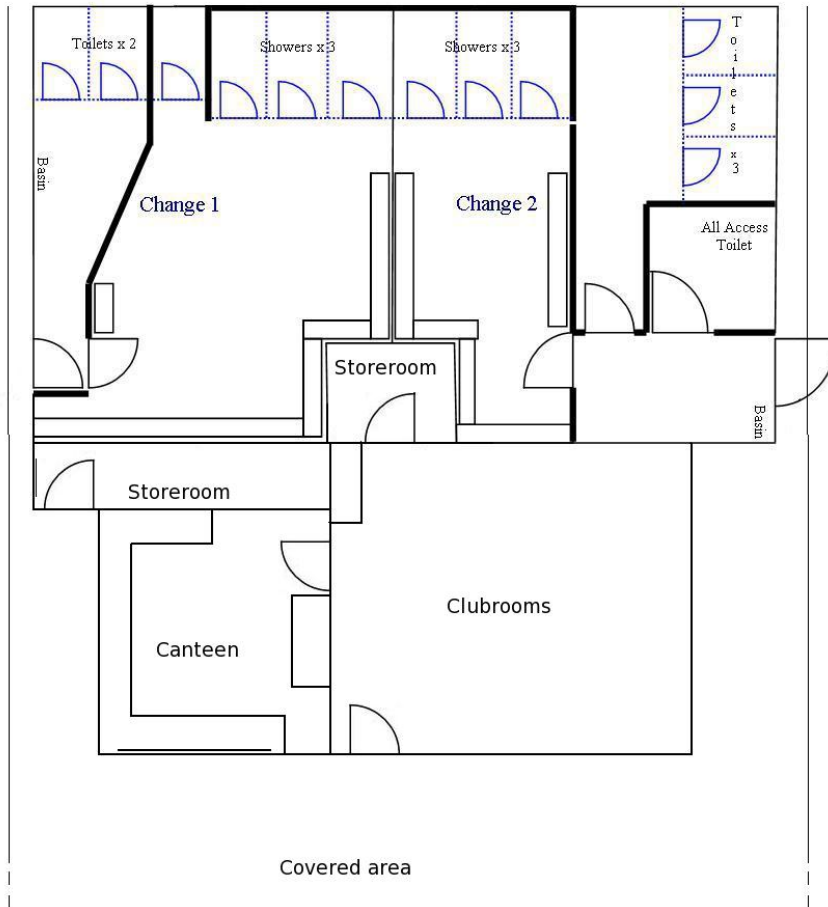 Toilets x 2
Showers x 3
Showers x 3
Toilets x 3
Basin
Change 1
Change 2
All Access
Toilet
Storeroom
Basin
Storeroom
Clubrooms
Canteen
Covered area